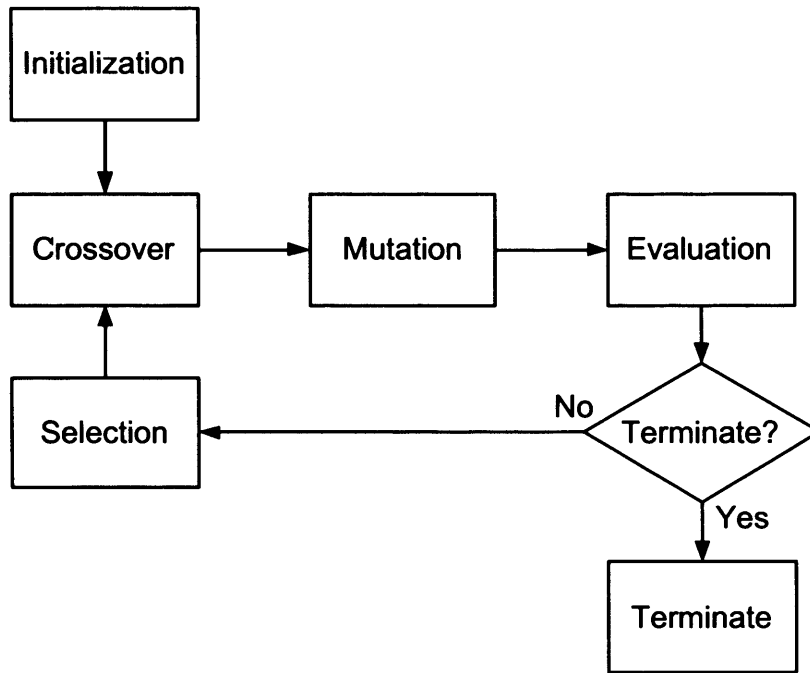 Initialization
Crossover
Mutation
Evaluation
Selection
No
Terminate?
Yes
Terminate